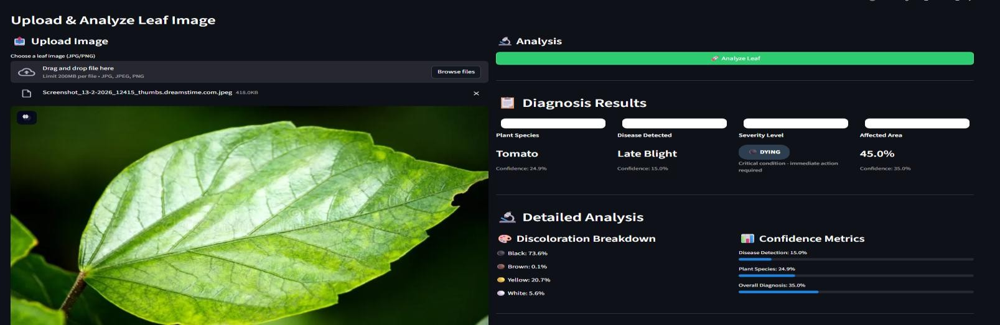 Upload & Analyze Leaf Image
Upload Image
Choose a leaf image (JPG/PNG)
Drag and drop file here
Limit 200MB per file • JPG, JPEG, PNG
Browse files
Screenshot_13-2-2026_12415_thumbs.dreamstime.com.jpeg 418.0KB
Analysis
Analyze Leaf
Diagnosis Results
Plant Species
Tomato
Confidence: 24.9%
Disease Detected
Late Blight
Confidence: 15.0%
Severity Level
DYING
Critical condition - immediate action
required
Affected Area
45.0%
Confidence: 35.0%
Detailed Analysis
Discoloration Breakdown
Black: 73.6%
Brown: 0.1%
Yellow: 20.7%
White: 5.6%
Confidence Metrics
Disease Detection: 15.0%
Plant Species: 24.9%
Overall Diagnosis: 35.0%